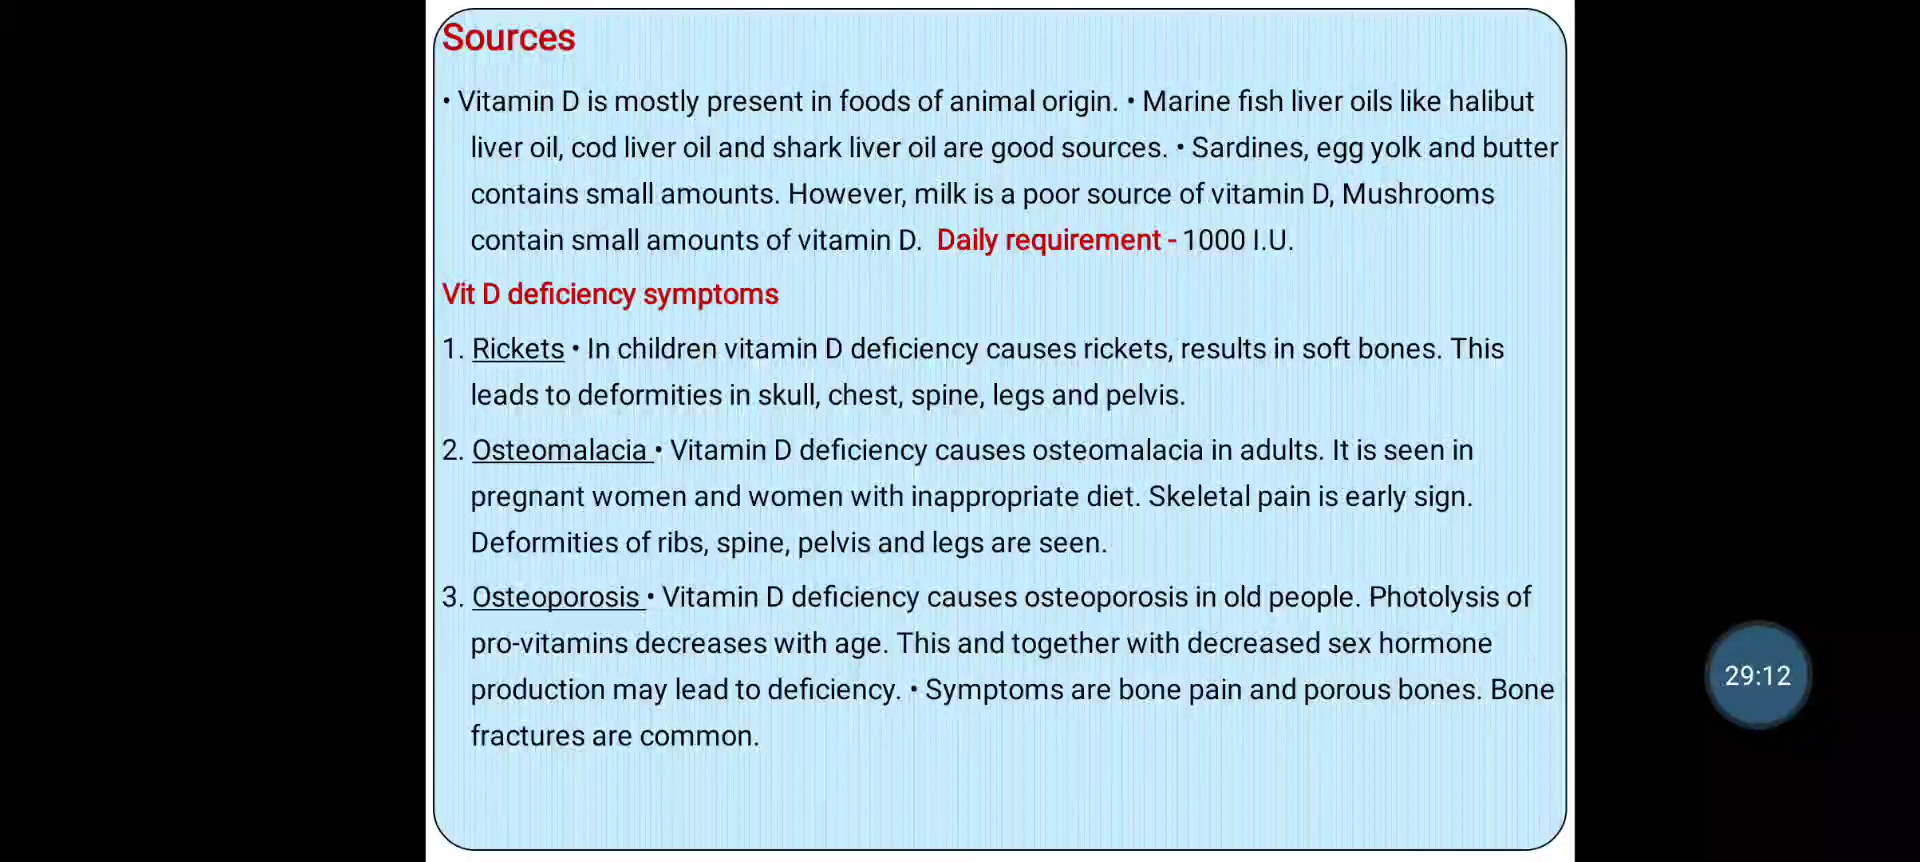 Sources
• Vitamin D is mostly present in foods of animal origin. • Marine fish liver oils like halibut
liver oil, cod liver oil and shark liver oil are good sources. • Sardines, egg yolk and butter
contains small amounts. However, milk is a poor source of vitamin D, Mushrooms
contain small amounts of vitamin D. Daily requirement - 1000 I.U.
Vit D deficiency symptoms
1. Rickets • In children vitamin D deficiency causes rickets, results in soft bones. This
leads to deformities in skull, chest, spine, legs and pelvis.
2. Osteomalacia • Vitamin D deficiency causes osteomalacia in adults. It is seen in
pregnant women and women with inappropriate diet. Skeletal pain is early sign.
Deformities of ribs, spine, pelvis and legs are seen.
3. Osteoporosis • Vitamin D deficiency causes osteoporosis in old people. Photolysis of
pro-vitamins decreases with age. This and together with decreased sex hormone
production may lead to deficiency. • Symptoms are bone pain and porous bones. Bone
fractures are common.
29:12